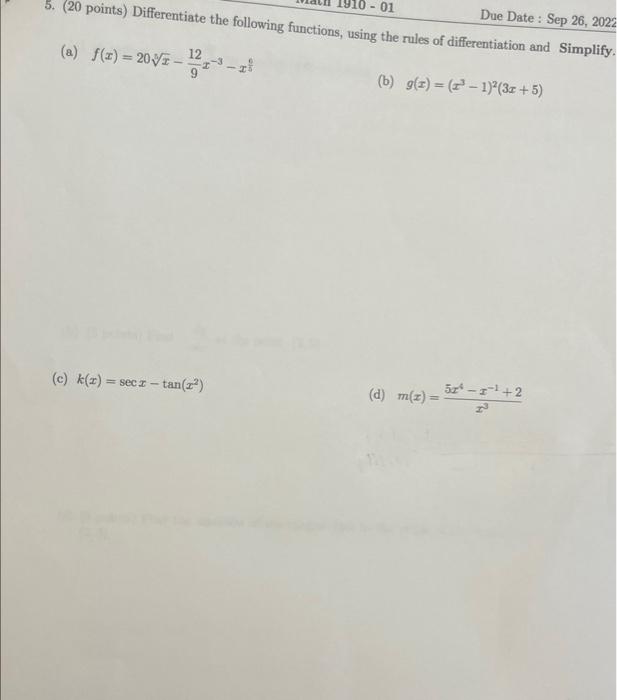 1910 - 01
Due Date : Sep 26, 2022
5. (20 points) Differentiate the following functions, using the rules of differentiation and Simplify.
(a) f(x) = 20⁵√x − 12/9 x⁻³ − x^(6/5)
(b) g(x) = (x³ − 1)²(3x + 5)
(c) k(x) = sec x − tan(x²)
(d) m(x) = (5x⁴ − x⁻¹ + 2)/x³